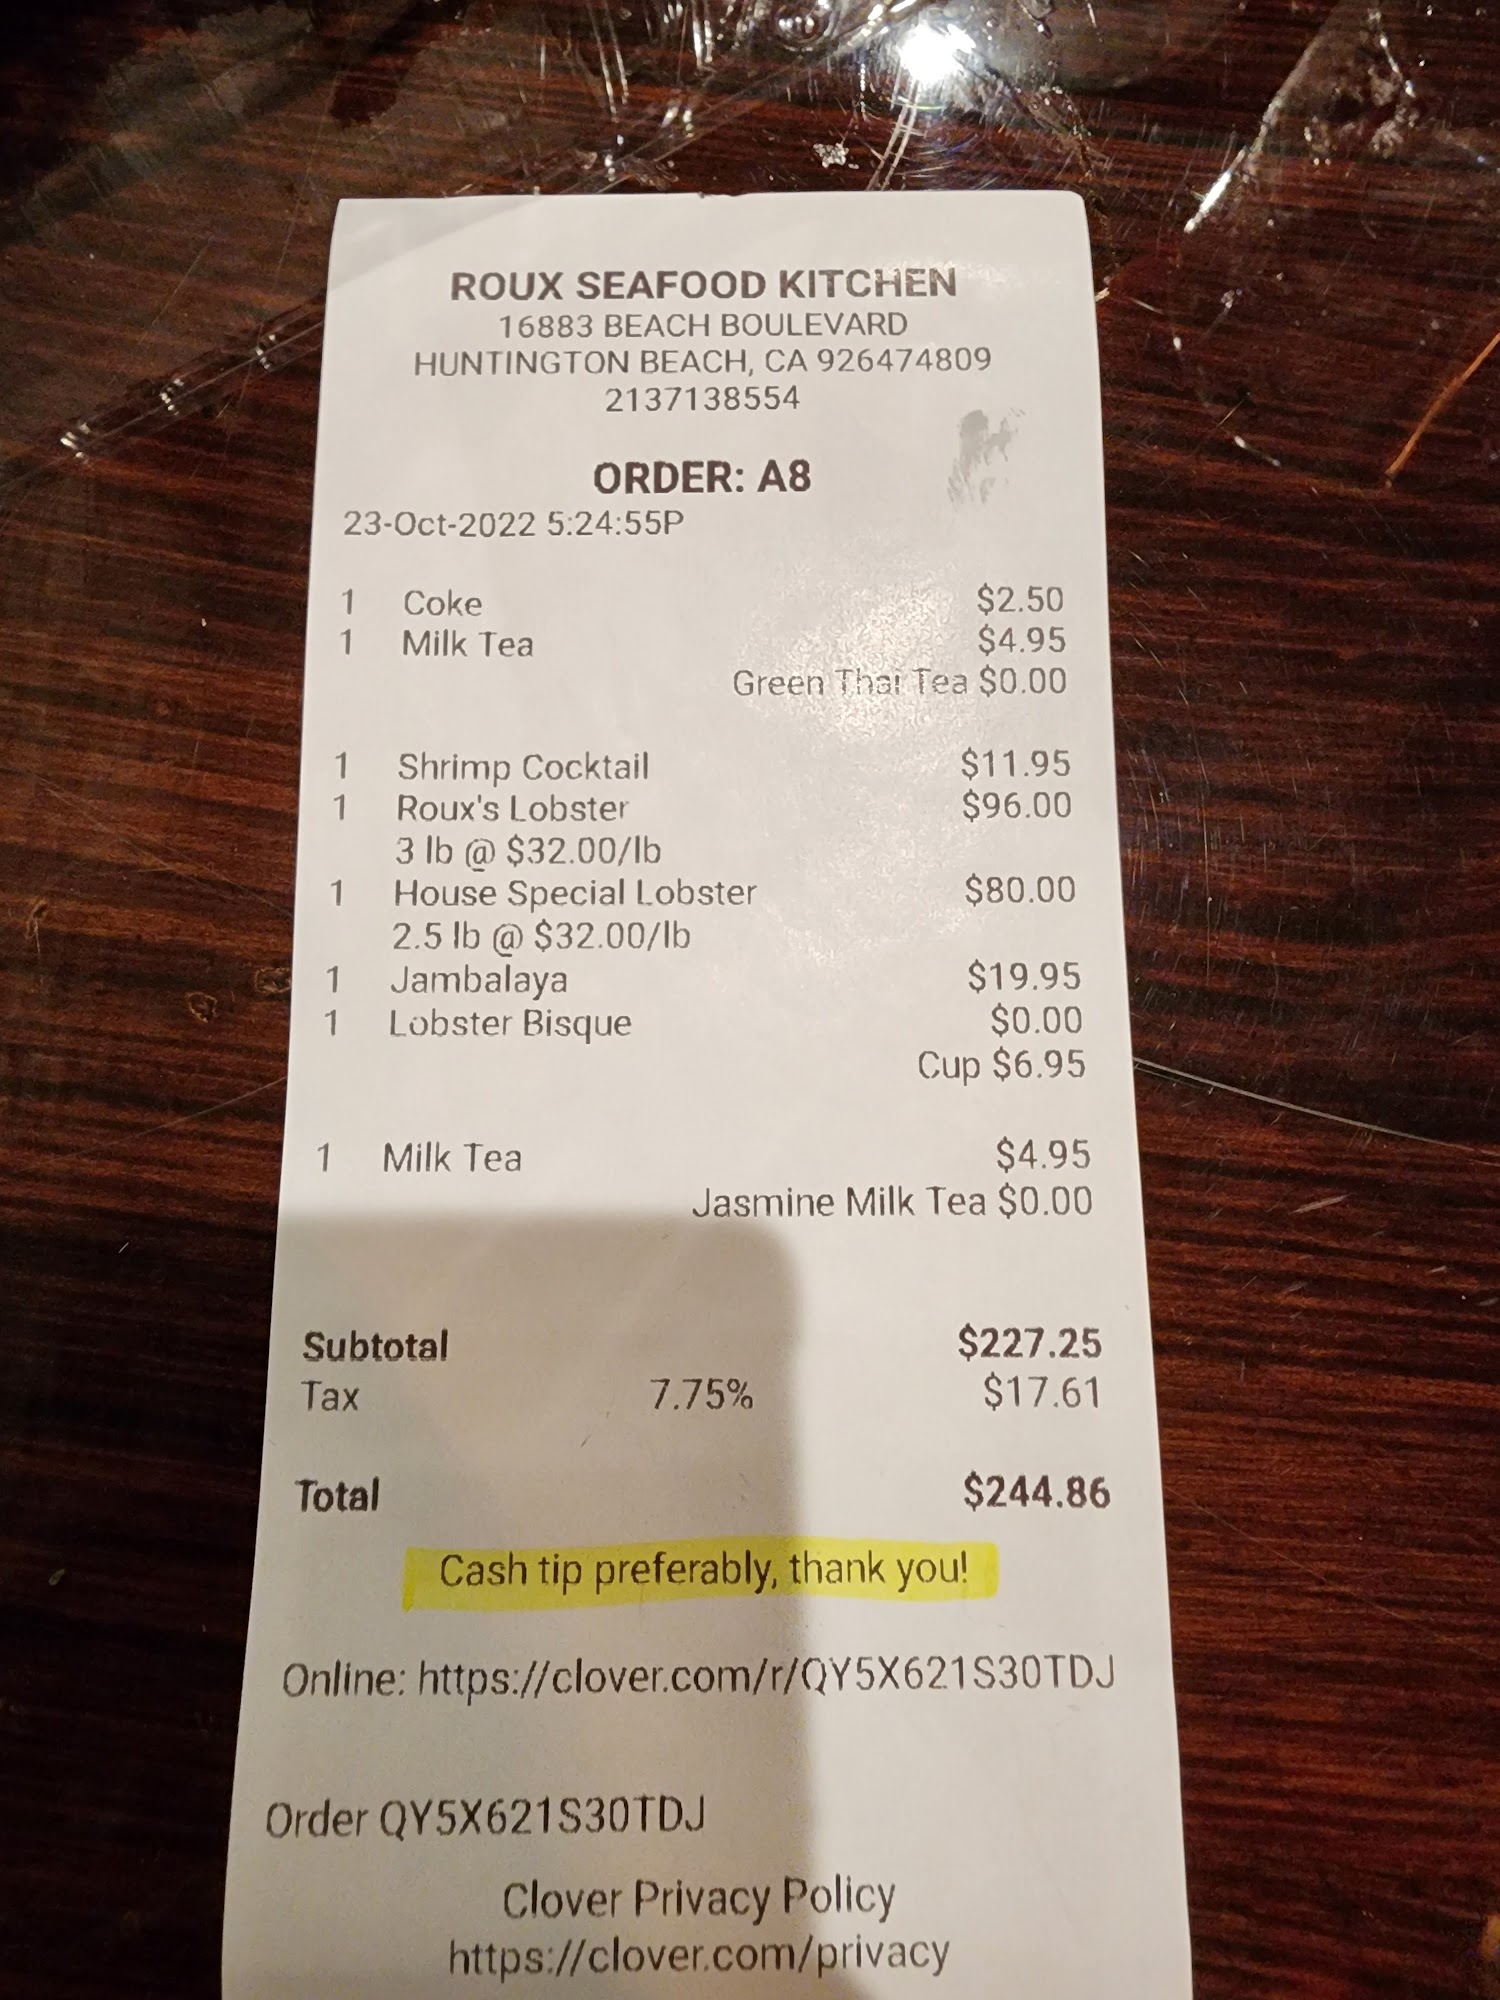 ROUX SEAFOOD KITCHEN
16883 BEACH BOULEVARD
HUNTINGTON BEACH, CA 926474809
2137138554
ORDER: A8
23-Oct-2022 5:24:55P
1 Coke $2.50
1 Milk Tea $4.95
Green Thai Tea $0.00
1 Shrimp Cocktail $11.95
1 Roux's Lobster $96.00
3 lb @ $32.00/lb
1 House Special Lobster $80.00
2.5 lb @ $32.00/lb
1 Jambalaya $19.95
1 Lobster Bisque $0.00
Cup $6.95
1 Milk Tea $4.95
Jasmine Milk Tea $0.00
Subtotal $227.25
Tax 7.75% $17.61
Total $244.86
Cash tip preferably, thank you!
Online: https://clover.com/r/QY5X621S30TDJ
Order QY5X621S30TDJ
Clover Privacy Policy
https://clover.com/privacy